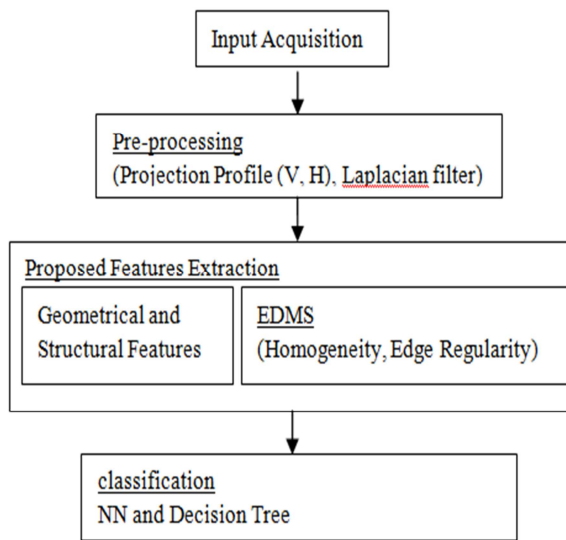 Input Acquisition
Pre-processing
(Projection Profile (V, H), Laplacian filter)
Proposed Features Extraction
Geometrical and
Structural Features
EDMS
(Homogeneity, Edge Regularity)
classification
NN and Decision Tree